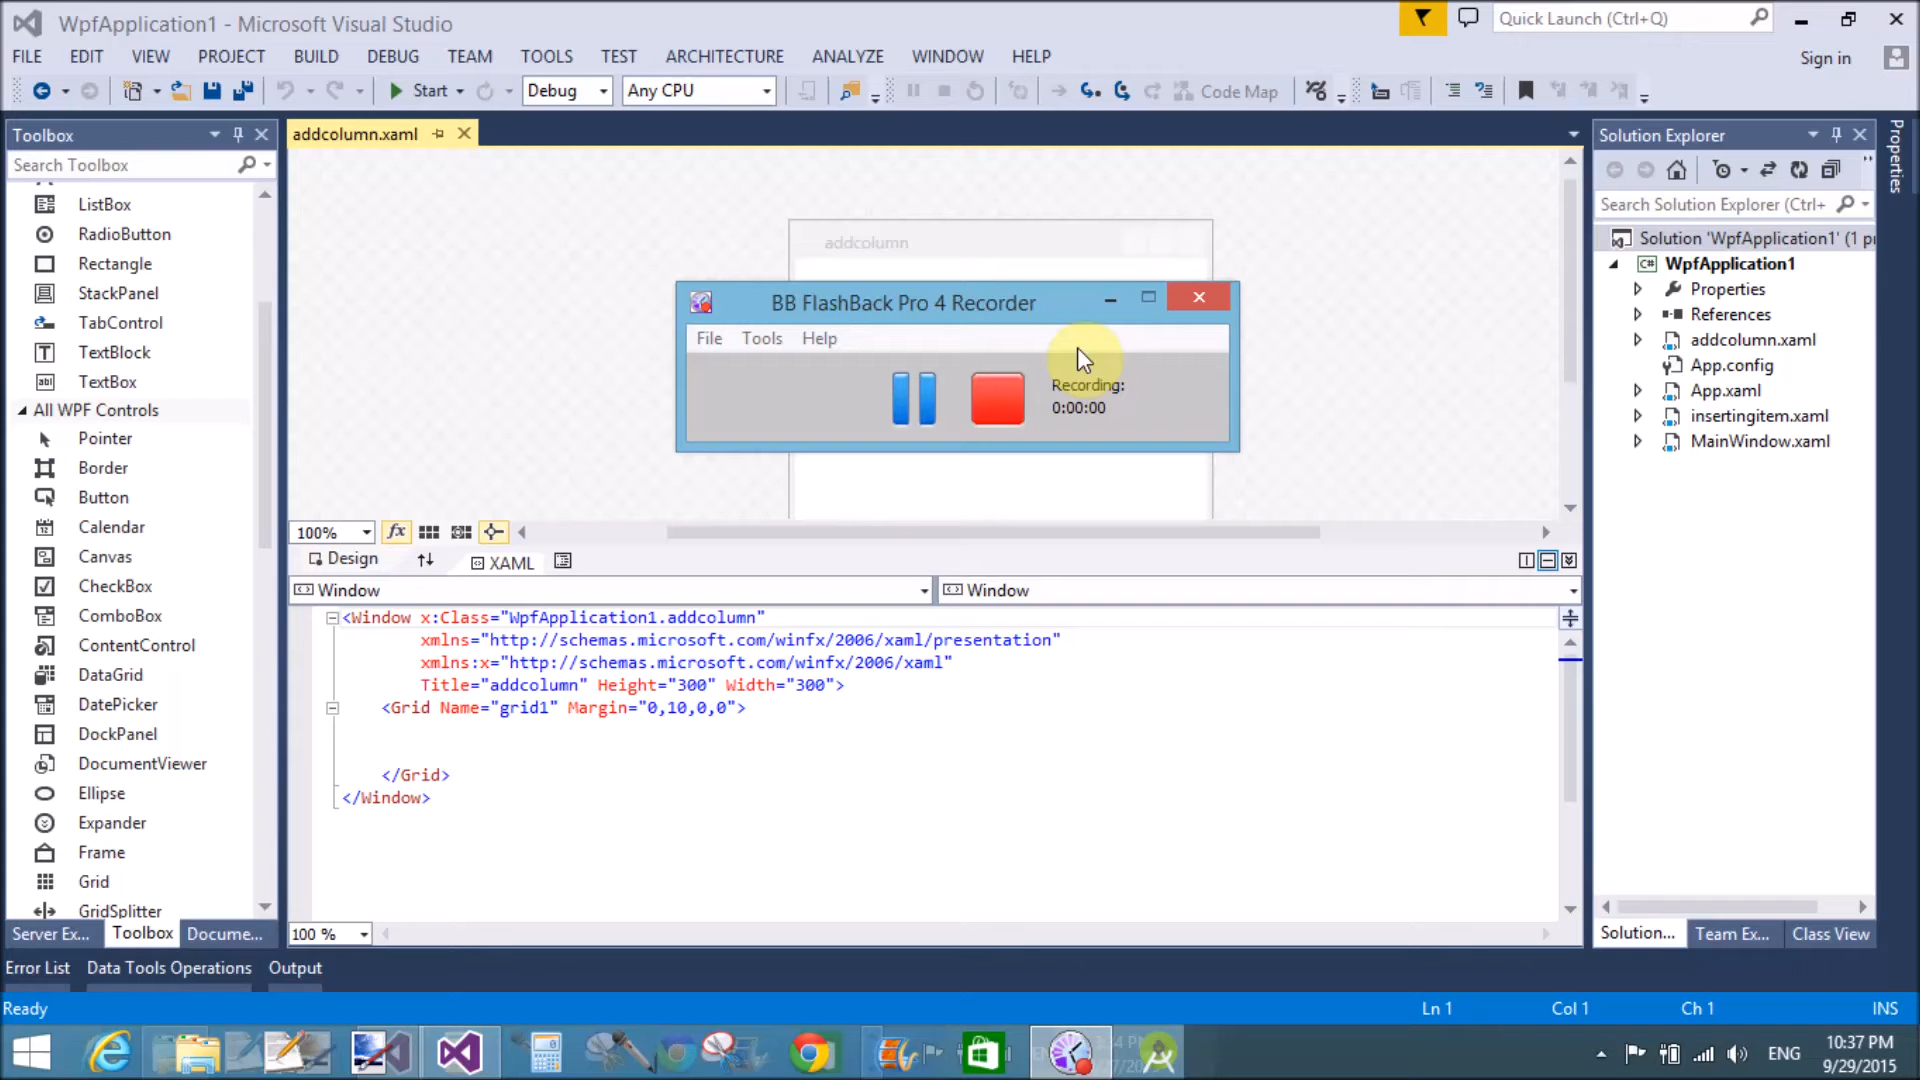 WpfApplication1 - Microsoft Visual Studio
Quick Launch (Ctrl+Q)
FILE EDIT VIEW PROJECT BUILD DEBUG TEAM TOOLS TEST ARCHITECTURE ANALYZE WINDOW HELP
Sign in
Start Debug Any CPU Code Map
Toolbox
Search Toolbox
ListBox
RadioButton
Rectangle
StackPanel
TabControl
TextBlock
TextBox
All WPF Controls
Pointer
Border
Button
Calendar
Canvas
CheckBox
ComboBox
ContentControl
DataGrid
DatePicker
DockPanel
DocumentViewer
Ellipse
Expander
Frame
Grid
GridSplitter
Server Ex... Toolbox Docume...
addcolumn.xaml
addcolumn
BB FlashBack Pro 4 Recorder
File Tools Help
Recording:
0:00:00
100%
Design XAML
Window Window
<Window x:Class="WpfApplication1.addcolumn"
xmlns="http://schemas.microsoft.com/winfx/2006/xaml/presentation"
xmlns:x="http://schemas.microsoft.com/winfx/2006/xaml"
Title="addcolumn" Height="300" Width="300">
<Grid Name="grid1" Margin="0,10,0,0">
</Grid>
</Window>
100 %
Solution Explorer
Search Solution Explorer (Ctrl+
Solution 'WpfApplication1' (1 p
WpfApplication1
Properties
References
addcolumn.xaml
App.config
App.xaml
insertingitem.xaml
MainWindow.xaml
Solution... Team Ex... Class View
Properties
Error List Data Tools Operations Output
Ready
Ln 1 Col 1 Ch 1 INS
ENG
10:37 PM
9/29/2015